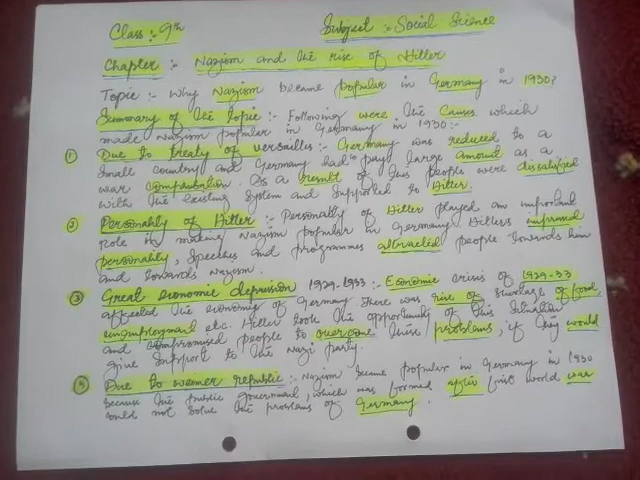 Class :- 9th Subject :- Social Science
Chapter :- Nazism and the rise of Hitler
Topic :- Why Nazism became popular in Germany in 1930?
Summary of the topic :- Following were the causes which
made Nazism popular in Germany in 1930:-
① Due to treaty of versailles :- Germany was reduced to a
small country and Germany had pay large amount as a
war compensation. As a result of this people were dissatisfied
with the existing system and supported to Hitler.
② Personality of Hitler :- Personality of Hitler played an important
role in making Nazism popular in Germany. Hitler's impressed
personality, speeches and programmes attracted people towards him
and towards Nazism.
③ Great economic depression 1929-1933 :- Economic crisis of 1929-33
affected the economy of Germany there was rise of shortage of food,
unemployment etc. Hitler took the opportunity of this situation
and people to overcome these problems, if they would
give support to the Nazi party.
⑤ Due to weimer republic :- Nazism became popular in Germany in 1930
because the public government, which was formed after first world war
could not solve the problems of Germany.